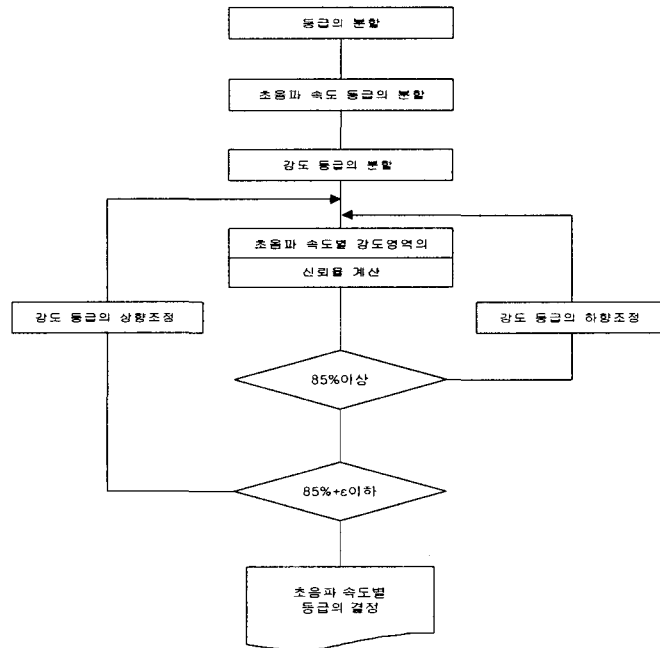 등급의 분할
초음파 속도 등급의 분할
강도 등급의 분할
초음파 속도별 강도영역의
신뢰율 계산
강도 등급의 상향조정
강도 등급의 하향조정
85%이상
85%+ε이하
초음파 속도별
등급의 결정